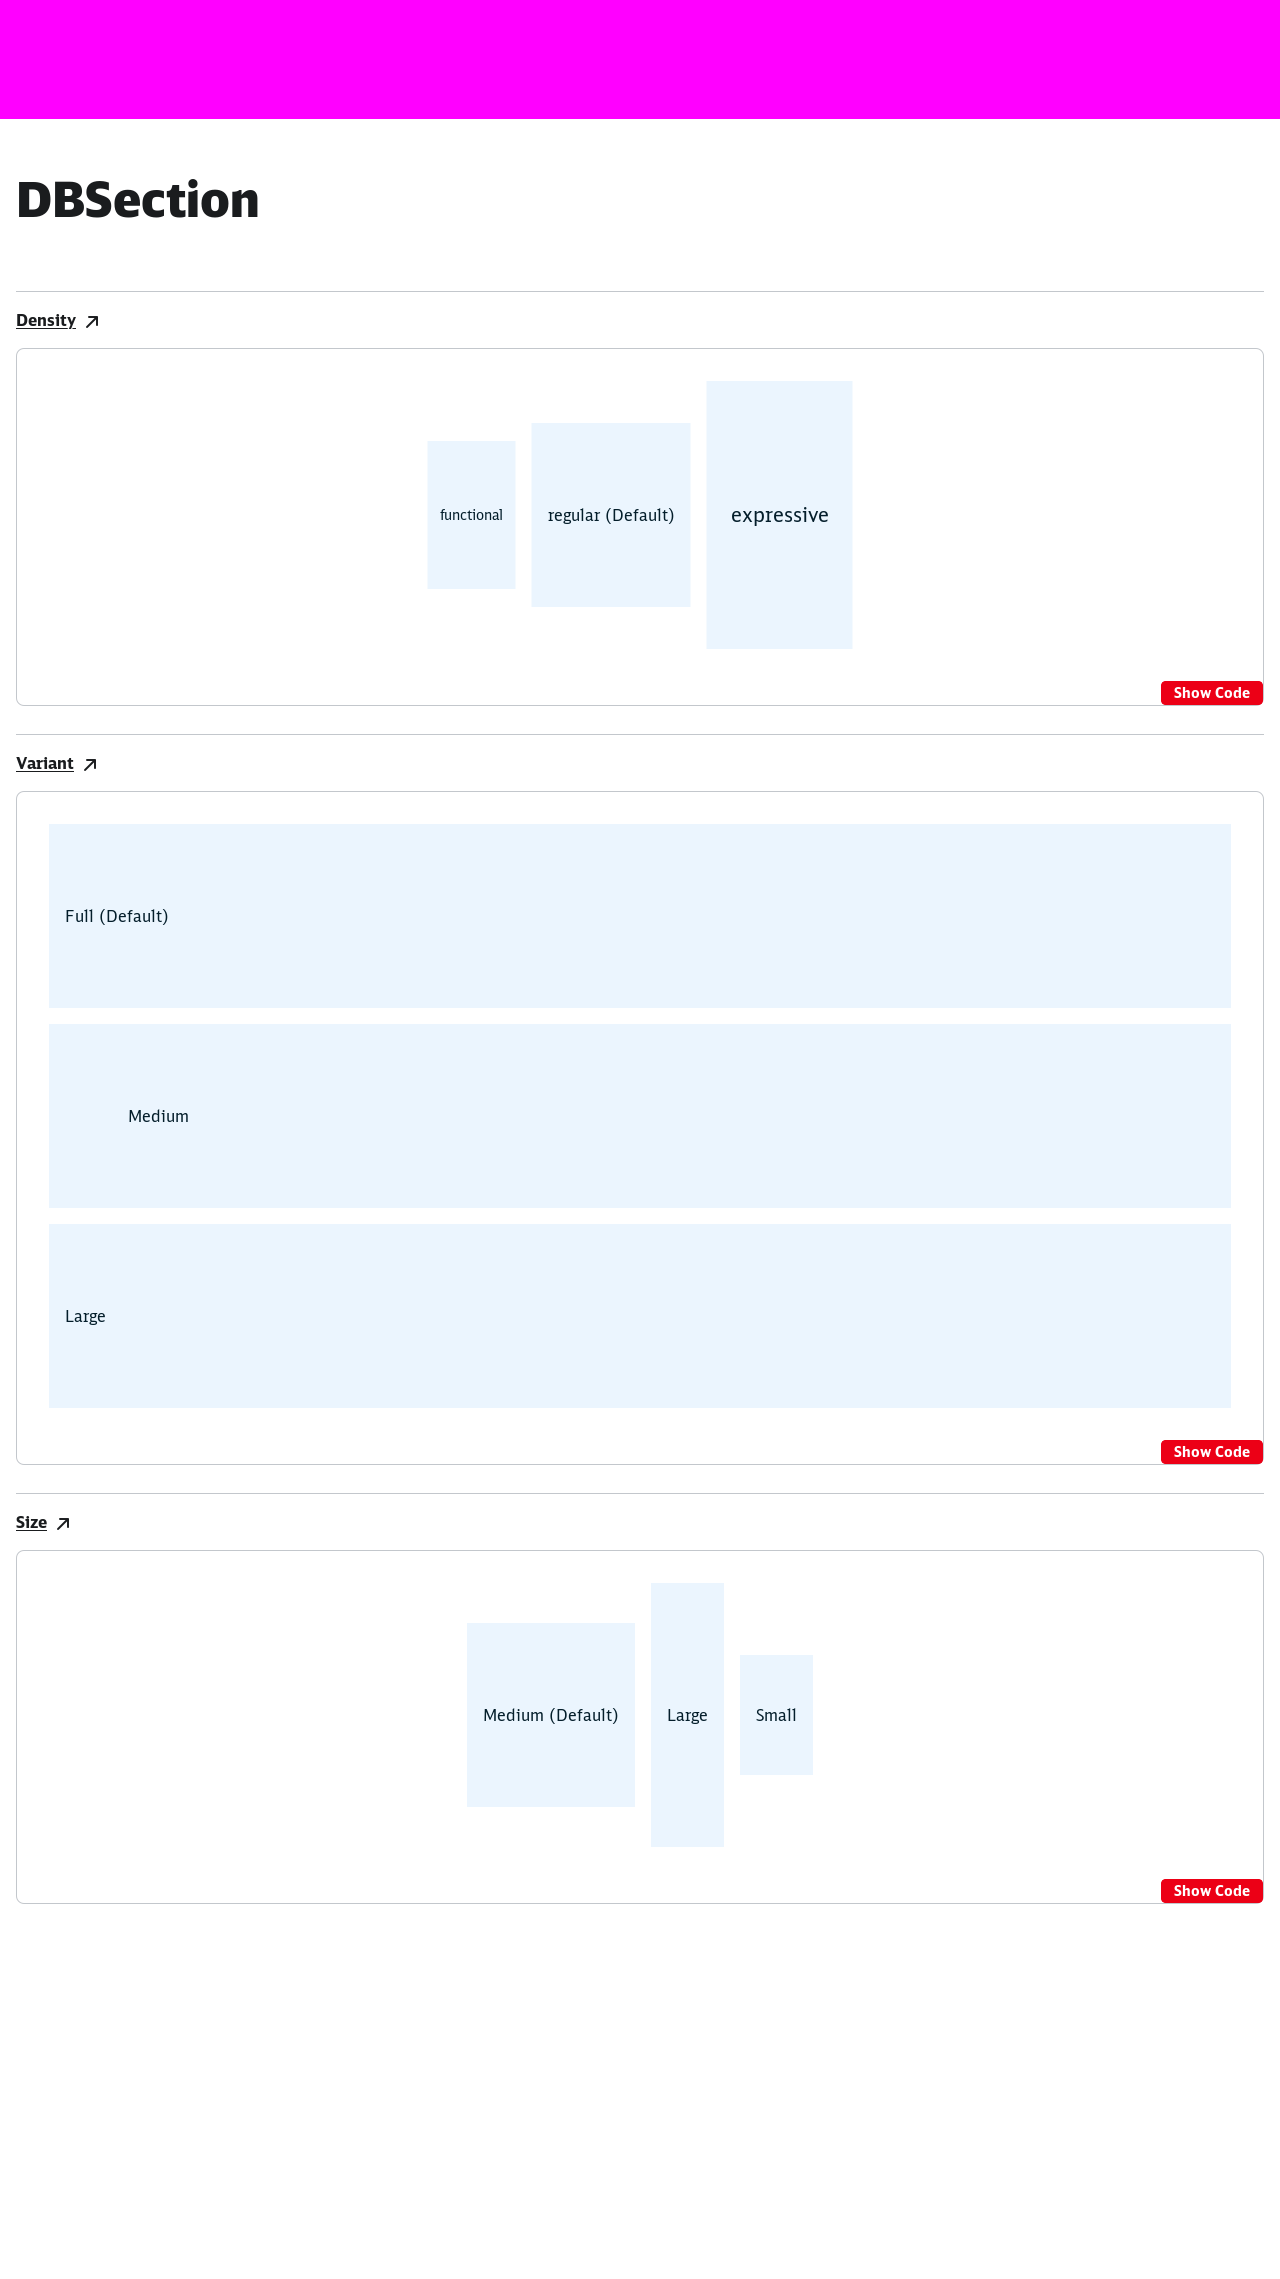 DBSection
Density
functional
regular (Default)
expressive
Show Code
Variant
Full (Default)
Medium
Large
Show Code
Size
Medium (Default)
Large
Small
Show Code